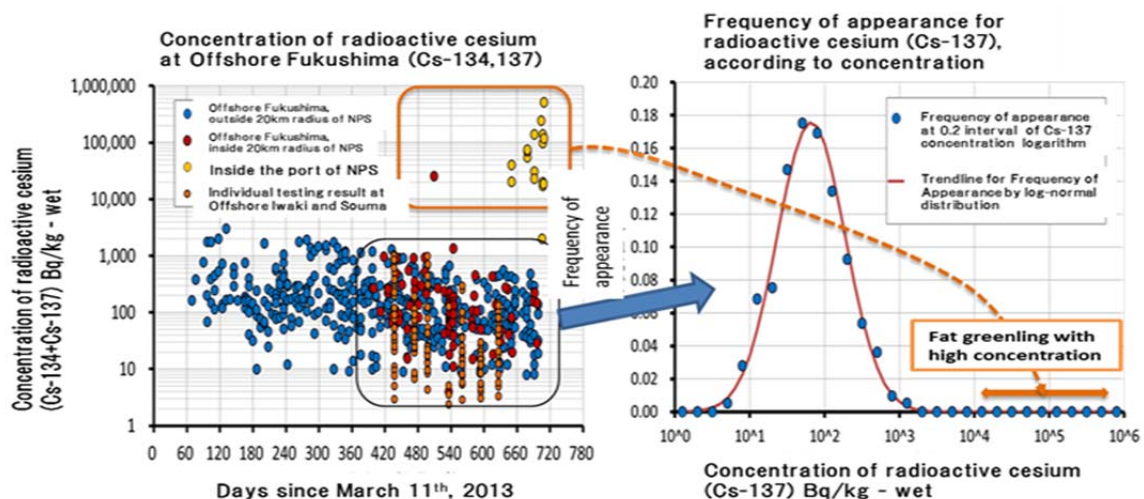 Concentration of radioactive cesium
at Offshore Fukushima (Cs-134,137)
Concentration of radioactive cesium
(Cs-134+Cs-137) Bq/kg - wet
1,000,000
100,000
10,000
1,000
100
10
1
Offshore Fukushima,
outside 20km radius of NPS
Offshore Fukushima,
inside 20km radius of NPS
Inside the port of NPS
Individual testing result at
Offshore Iwaki and Souma
0 60 120 180 240 300 360 420 480 540 600 660 720 780
Days since March 11th, 2013
Frequency of appearance for
radioactive cesium (Cs-137),
according to concentration
Frequency of
appearance
0.20
0.18
0.16
0.14
0.12
0.10
0.08
0.06
0.04
0.02
0.00
Frequency of appearance
at 0.2 interval of Cs-137
concentration logarithm
Trendline for Frequency of
Appearance by log-normal
distribution
Fat greenling with
high concentration
10^0 10^1 10^2 10^3 10^4 10^5 10^6
Concentration of radioactive cesium
(Cs-137) Bq/kg - wet